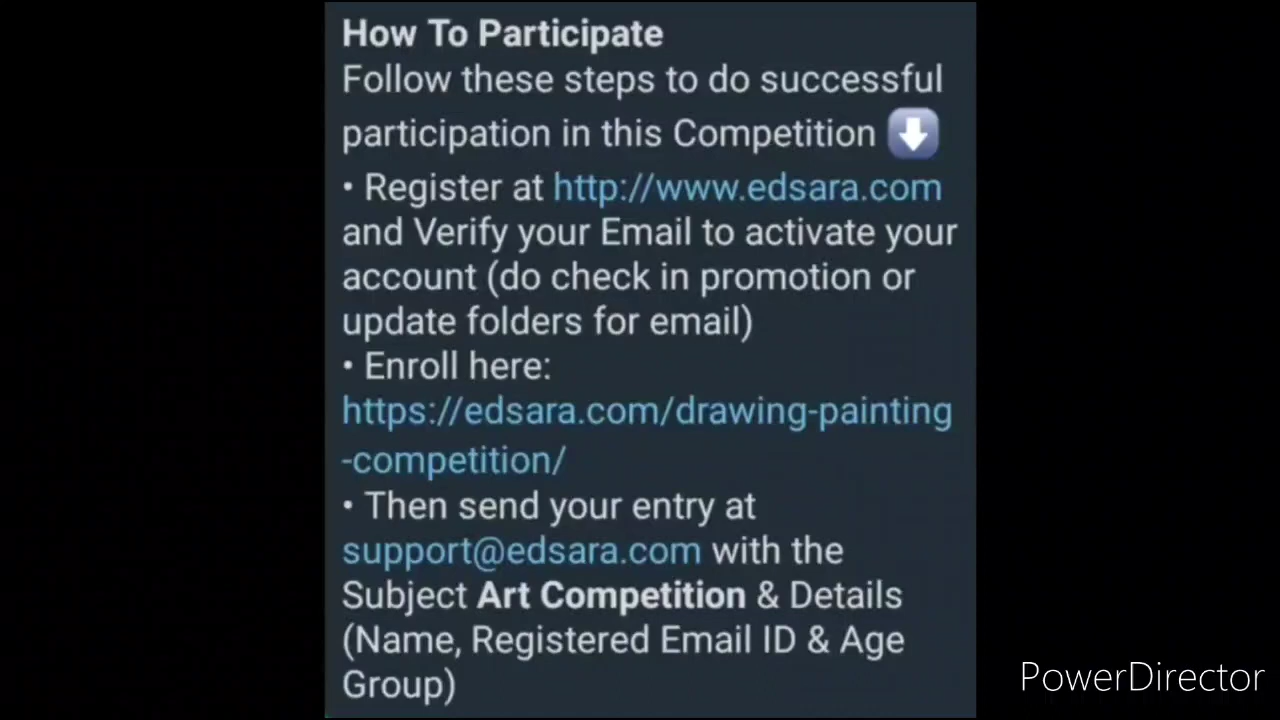 How To Participate
Follow these steps to do successful
participation in this Competition ⬇️
• Register at http://www.edsara.com
and Verify your Email to activate your
account (do check in promotion or
update folders for email)
• Enroll here:
https://edsara.com/drawing-painting
-competition/
• Then send your entry at
support@edsara.com with the
Subject Art Competition & Details
(Name, Registered Email ID & Age
Group)
PowerDirector